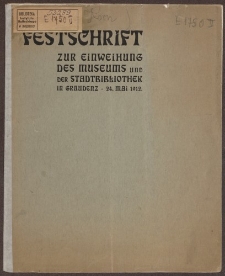 FESTSCHRIFT
ZUR EINWEIHUNG
DES MUSEUMS UND
DER STADTBIBLIOTHEK
IN GRAUDENZ - 24. MAI 1912.